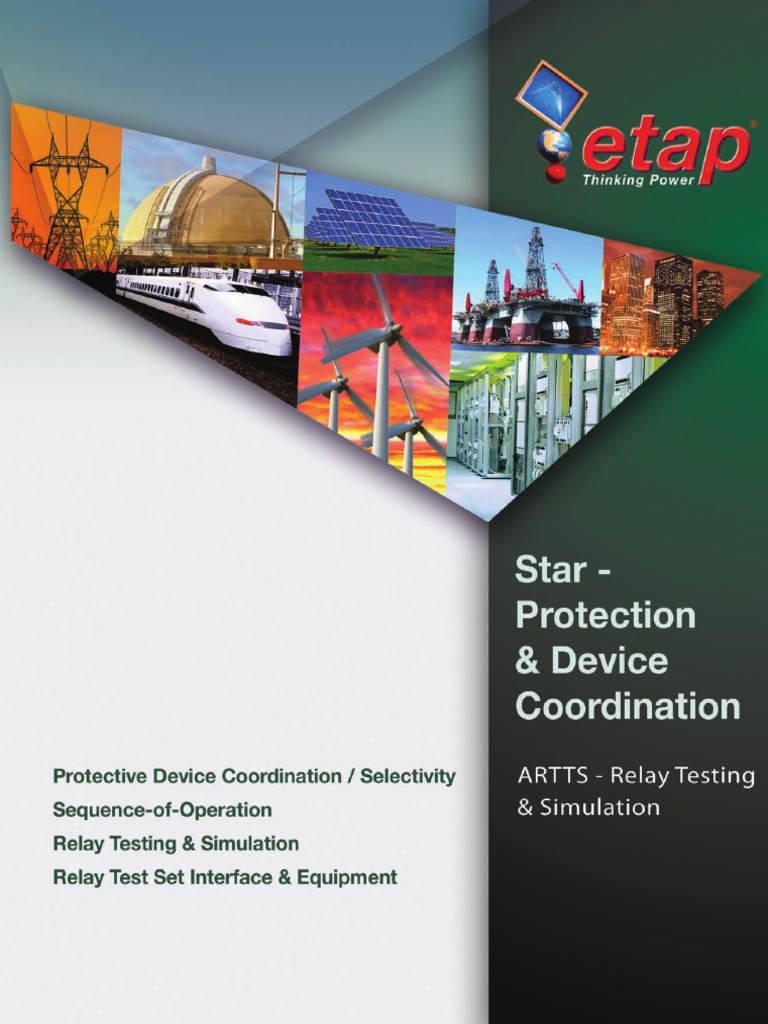 etap®
Thinking Power
Star -
Protection
& Device
Coordination
ARTTS - Relay Testing
& Simulation
Protective Device Coordination / Selectivity
Sequence-of-Operation
Relay Testing & Simulation
Relay Test Set Interface & Equipment